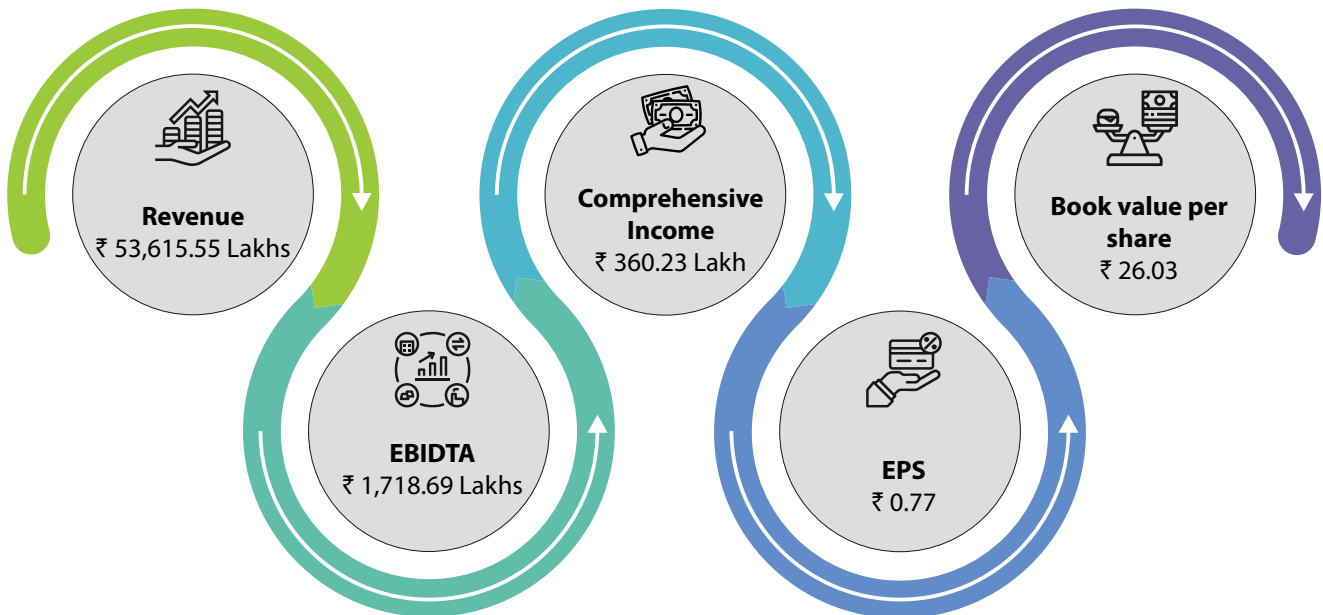 Revenue
₹ 53,615.55 Lakhs
EBIDTA
₹ 1,718.69 Lakhs
Comprehensive
Income
₹ 360.23 Lakh
EPS
₹ 0.77
Book value per
share
₹ 26.03